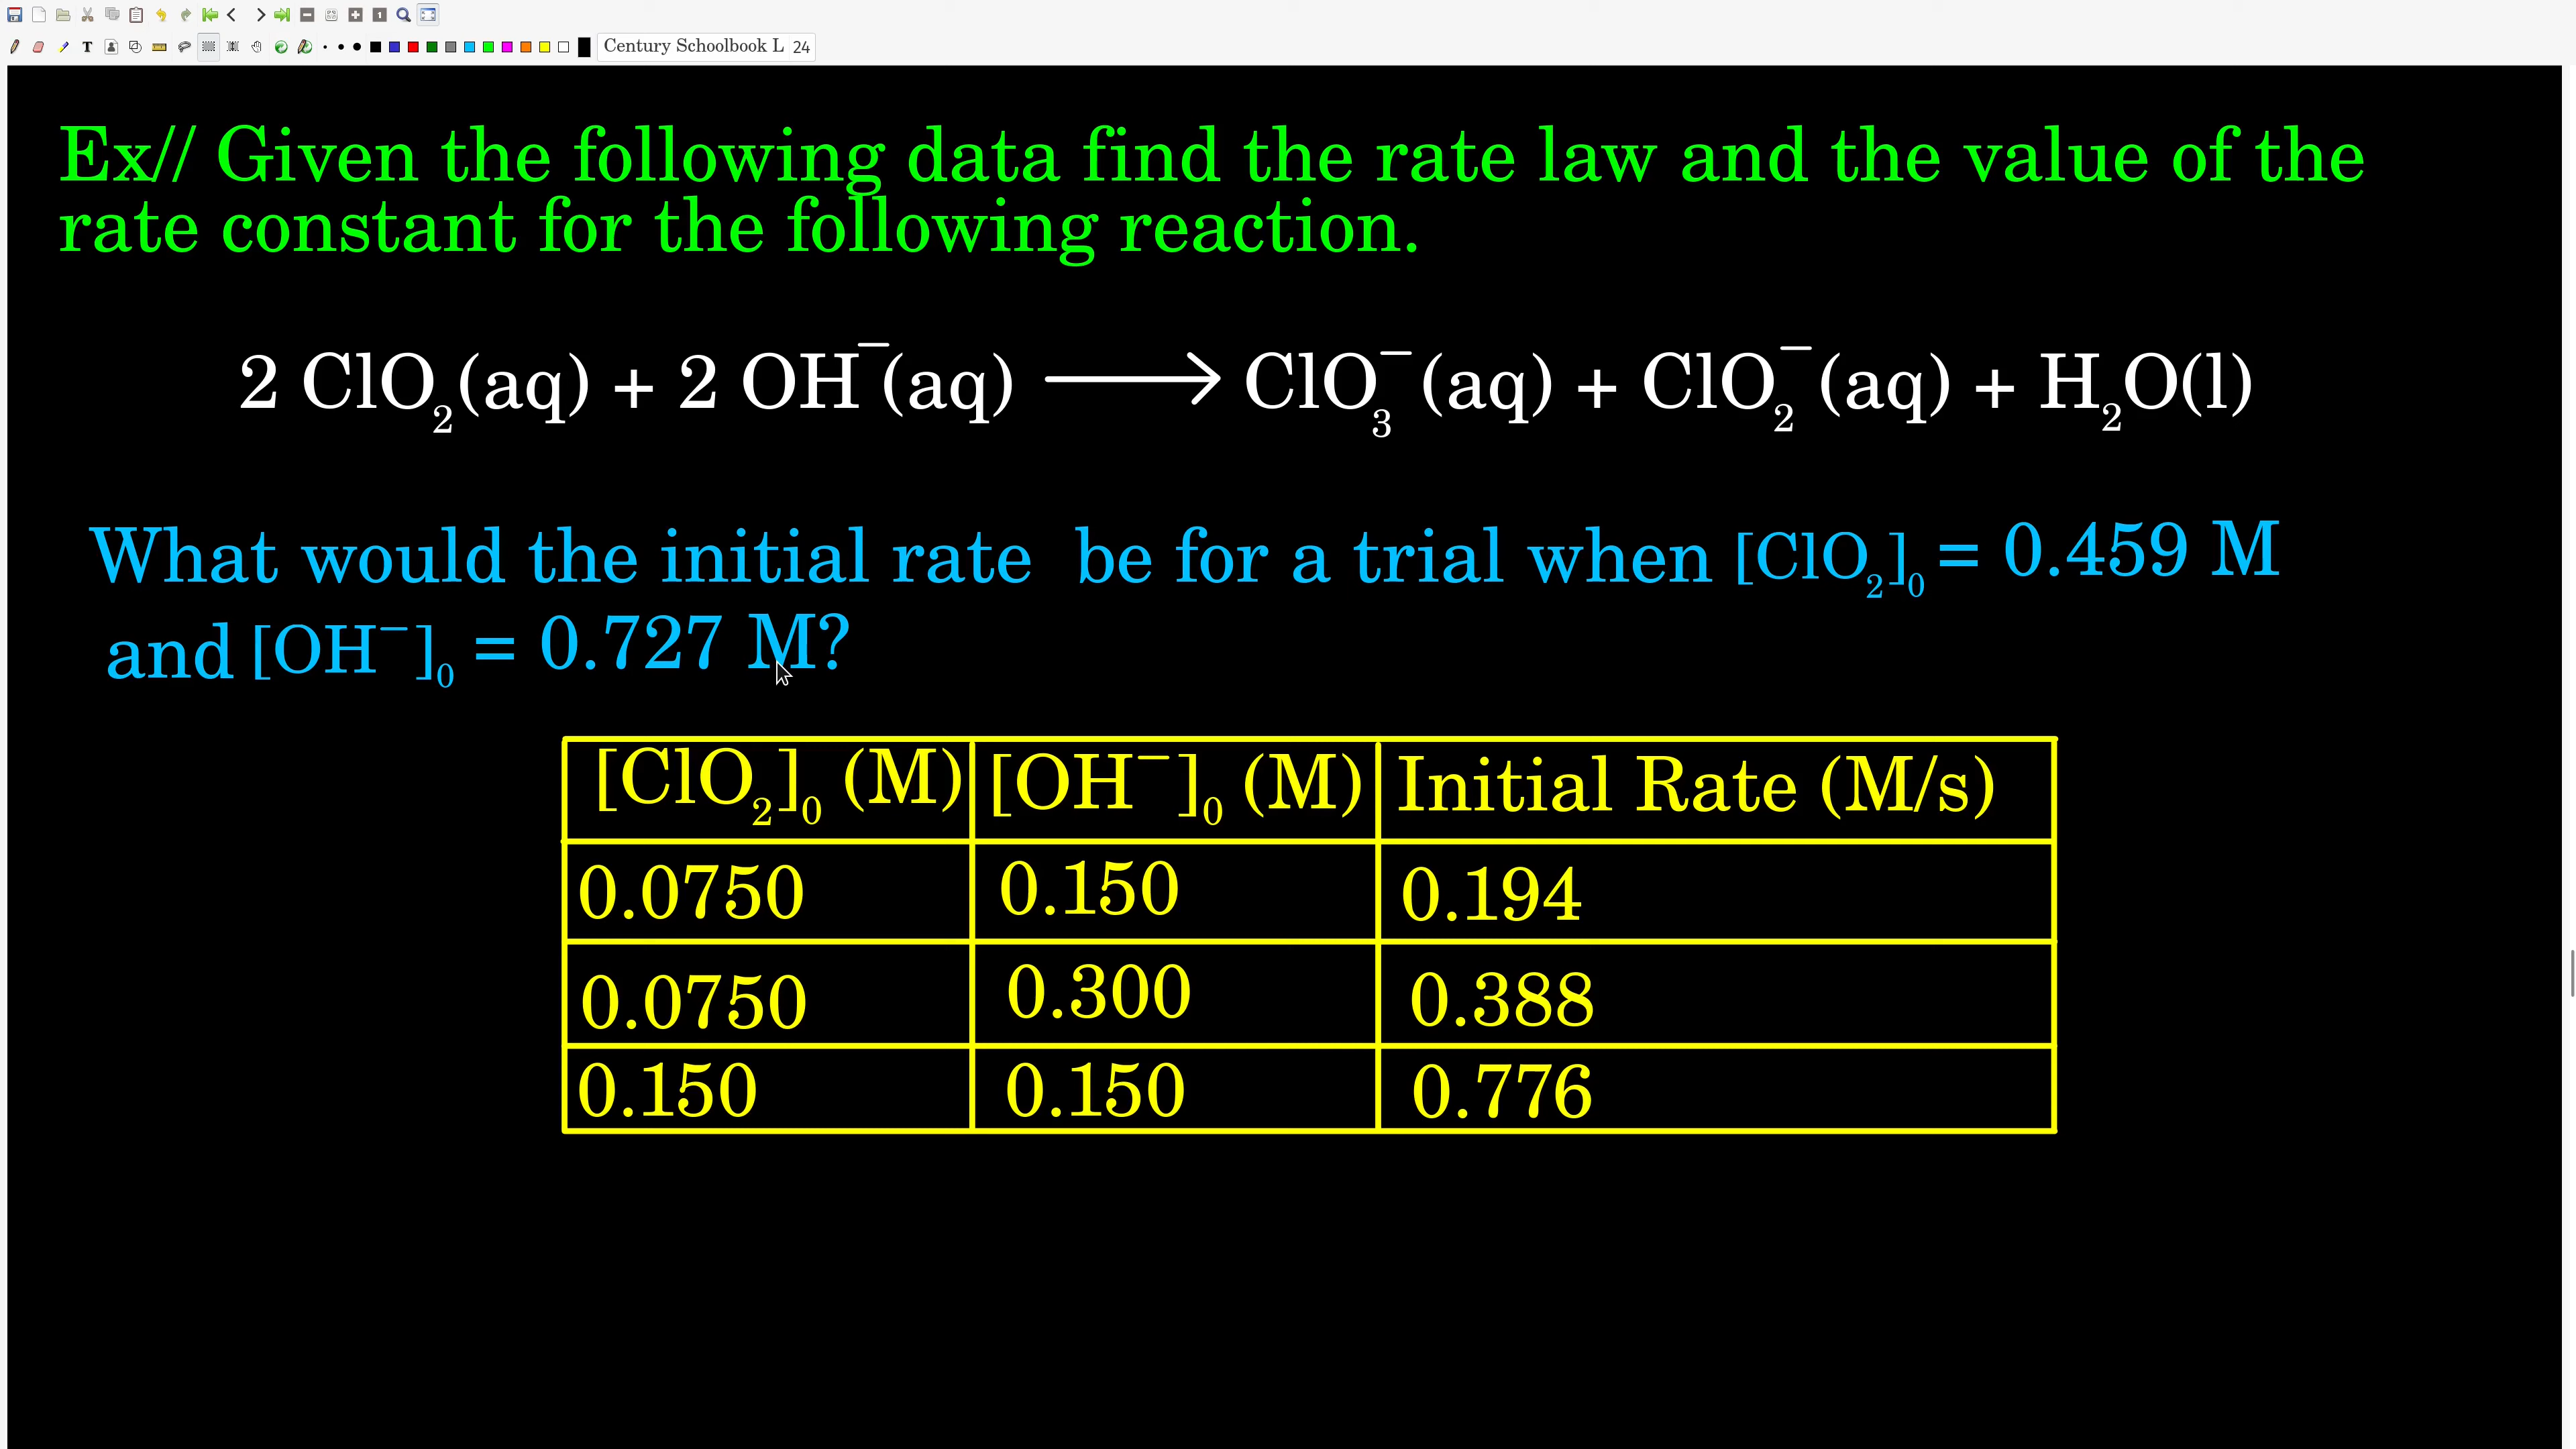 Century Schoolbook L 24
Ex// Given the following data find the rate law and the value of the
rate constant for the following reaction.
2 ClO₂(aq) + 2 OH⁻(aq) ⟶ ClO₃⁻(aq) + ClO₂⁻(aq) + H₂O(l)
What would the initial rate be for a trial when [ClO₂]₀ = 0.459 M
and [OH⁻]₀ = 0.727 M?
[ClO₂]₀ (M) [OH⁻]₀ (M) Initial Rate (M/s)
0.0750 0.150 0.194
0.0750 0.300 0.388
0.150 0.150 0.776